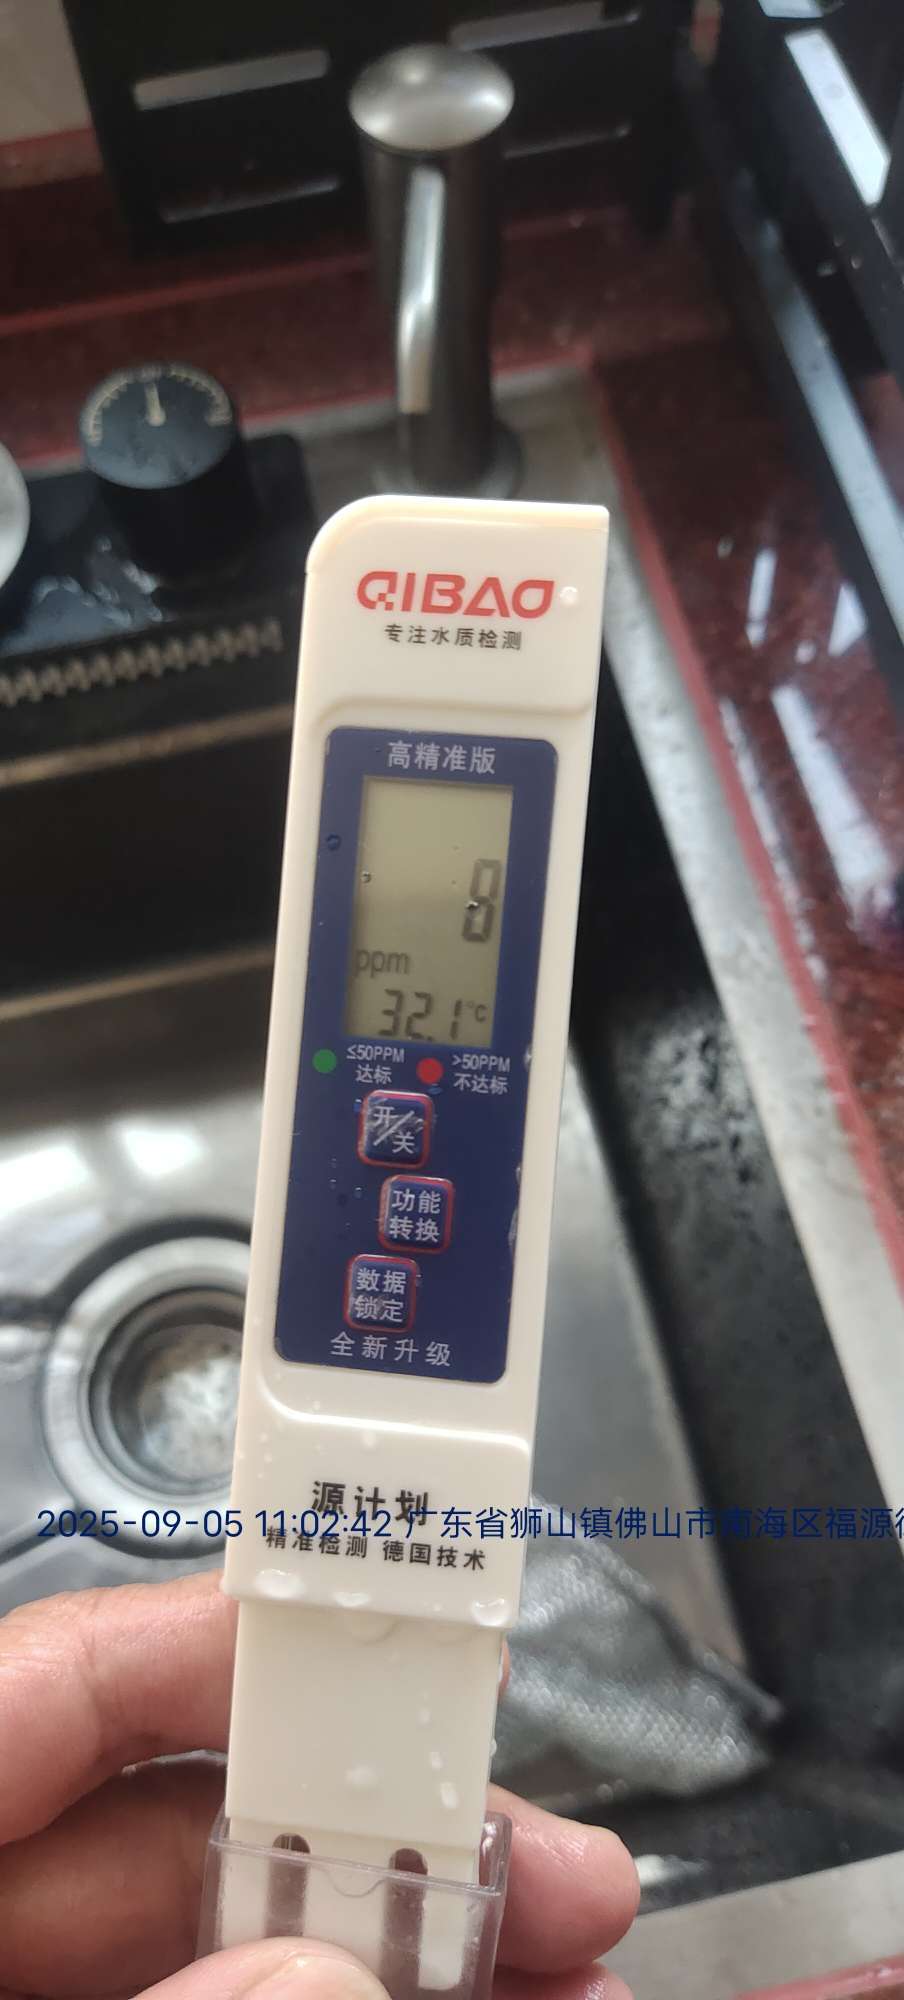 QIBAO
专注水质检测
高精准版
8
ppm
32.1°C
≤50PPM
达标
>50PPM
不达标
开/关
功能
转换
数据
锁定
全新升级
源计划
2025-09-05 11:02:42 广东省狮山镇佛山市南海区福源
精准检测 德国技术